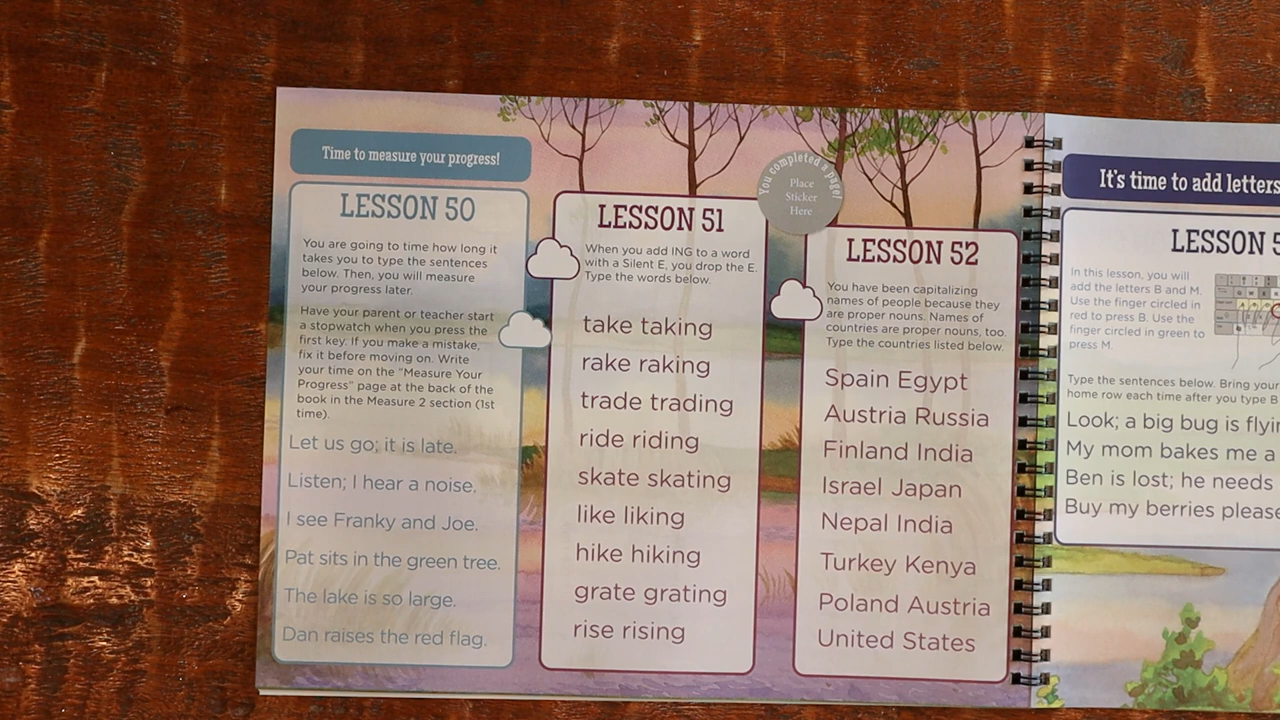 Time to measure your progress!
LESSON 50
You are going to time how long it
takes you to type the sentences
below. Then, you will measure
your progress later.
Have your parent or teacher start
a stopwatch when you press the
first key. If you make a mistake,
fix it before moving on. Write
your time on the “Measure Your
Progress” page at the back of the
book in the Measure 2 section (1st
time).
Let us go; it is late.
Listen; I hear a noise.
I see Franky and Joe.
Pat sits in the green tree.
The lake is so large.
Dan raises the red flag.
LESSON 51
When you add ING to a word
with a Silent E, you drop the E.
Type the words below.
take taking
rake raking
trade trading
ride riding
skate skating
like liking
hike hiking
grate grating
rise rising
You completed a page!
Place
Sticker
Here
LESSON 52
You have been capitalizing
names of people because they
are proper nouns. Names of
countries are proper nouns, too.
Type the countries listed below.
Spain Egypt
Austria Russia
Finland India
Israel Japan
Nepal India
Turkey Kenya
Poland Austria
United States
It's time to add letters
LESSON 5
In this lesson, you will
add the letters B and M.
Use the finger circled in
red to press B. Use the
finger circled in green to
press M.
Type the sentences below. Bring your
home row each time after you type B
Look; a big bug is flyin
My mom bakes me a
Ben is lost; he needs
Buy my berries please